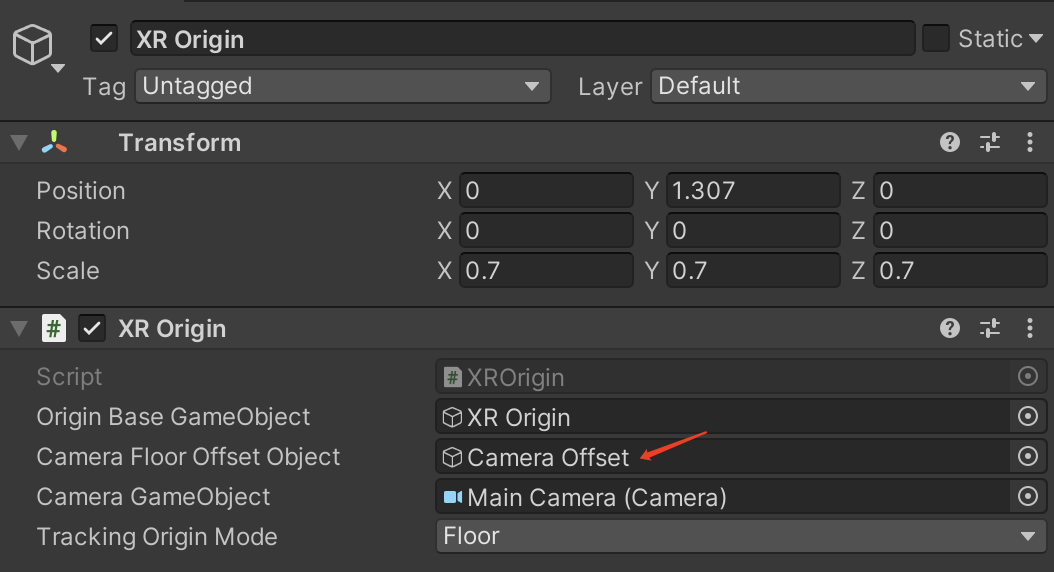 XR Origin Static
Tag Untagged Layer Default
Transform
Position X 0 Y 1.307 Z 0
Rotation X 0 Y 0 Z 0
Scale X 0.7 Y 0.7 Z 0.7
# XR Origin
Script # XROrigin
Origin Base GameObject XR Origin
Camera Floor Offset Object Camera Offset
Camera GameObject Main Camera (Camera)
Tracking Origin Mode Floor